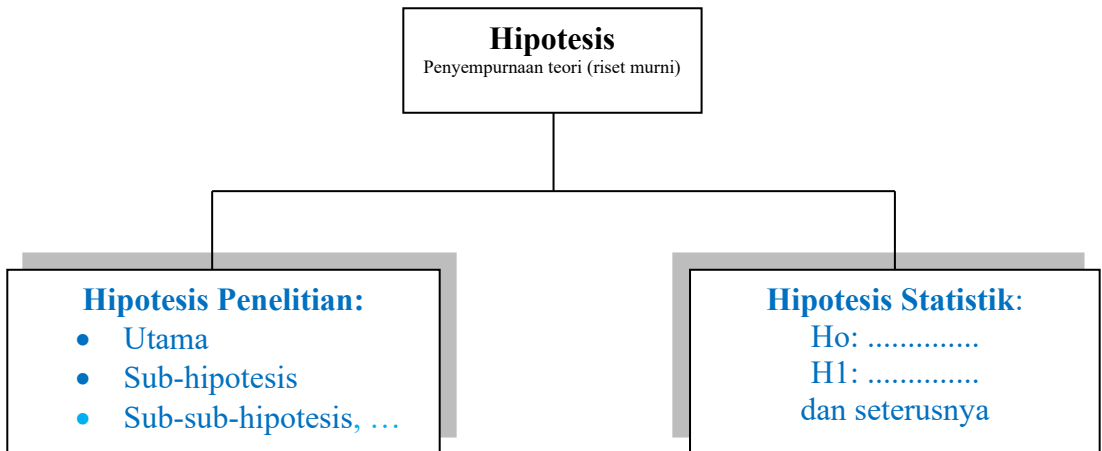 Hipotesis
Penyempurnaan teori (riset murni)
Hipotesis Penelitian:
• Utama
• Sub-hipotesis
• Sub-sub-hipotesis, …
Hipotesis Statistik:
Ho: ..............
H1: ..............
dan seterusnya